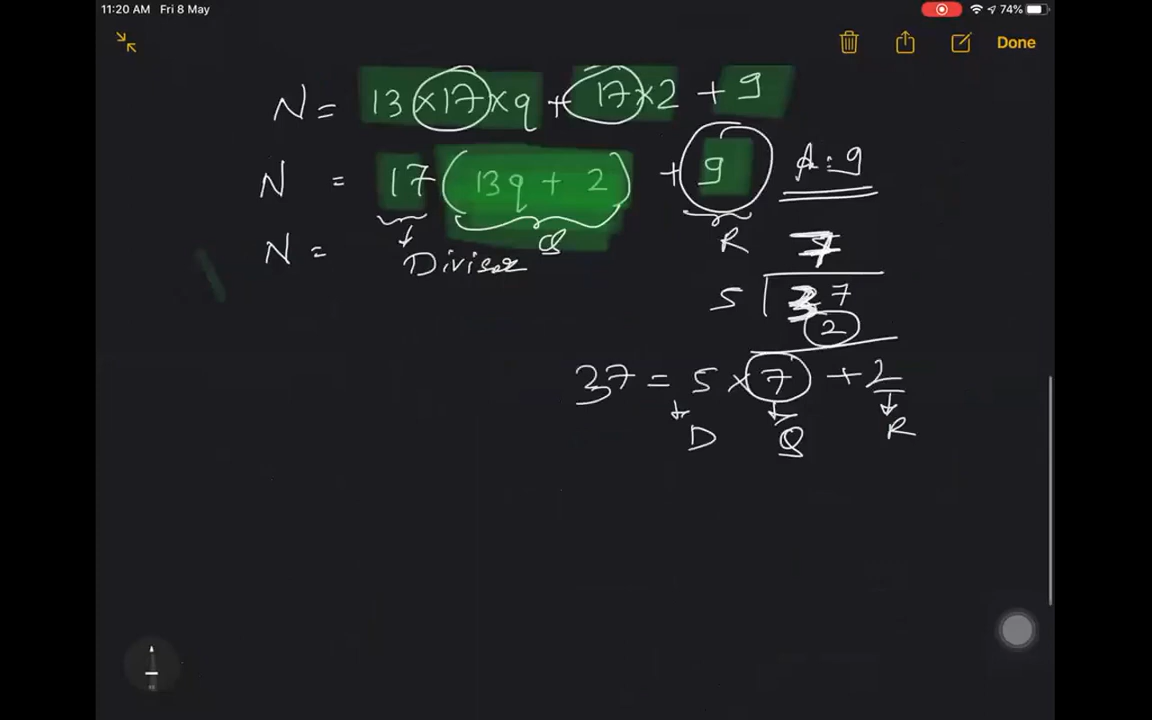 11:20 AM Fri 8 May 74%
Done
N = 13 × 17 × q + 17 × 2 + 9
N = 17 ( 13q + 2 ) + 9 A: 9
Divisor Q R
N =
7
5 37
2
37 = 5 × 7 + 2
D Q R